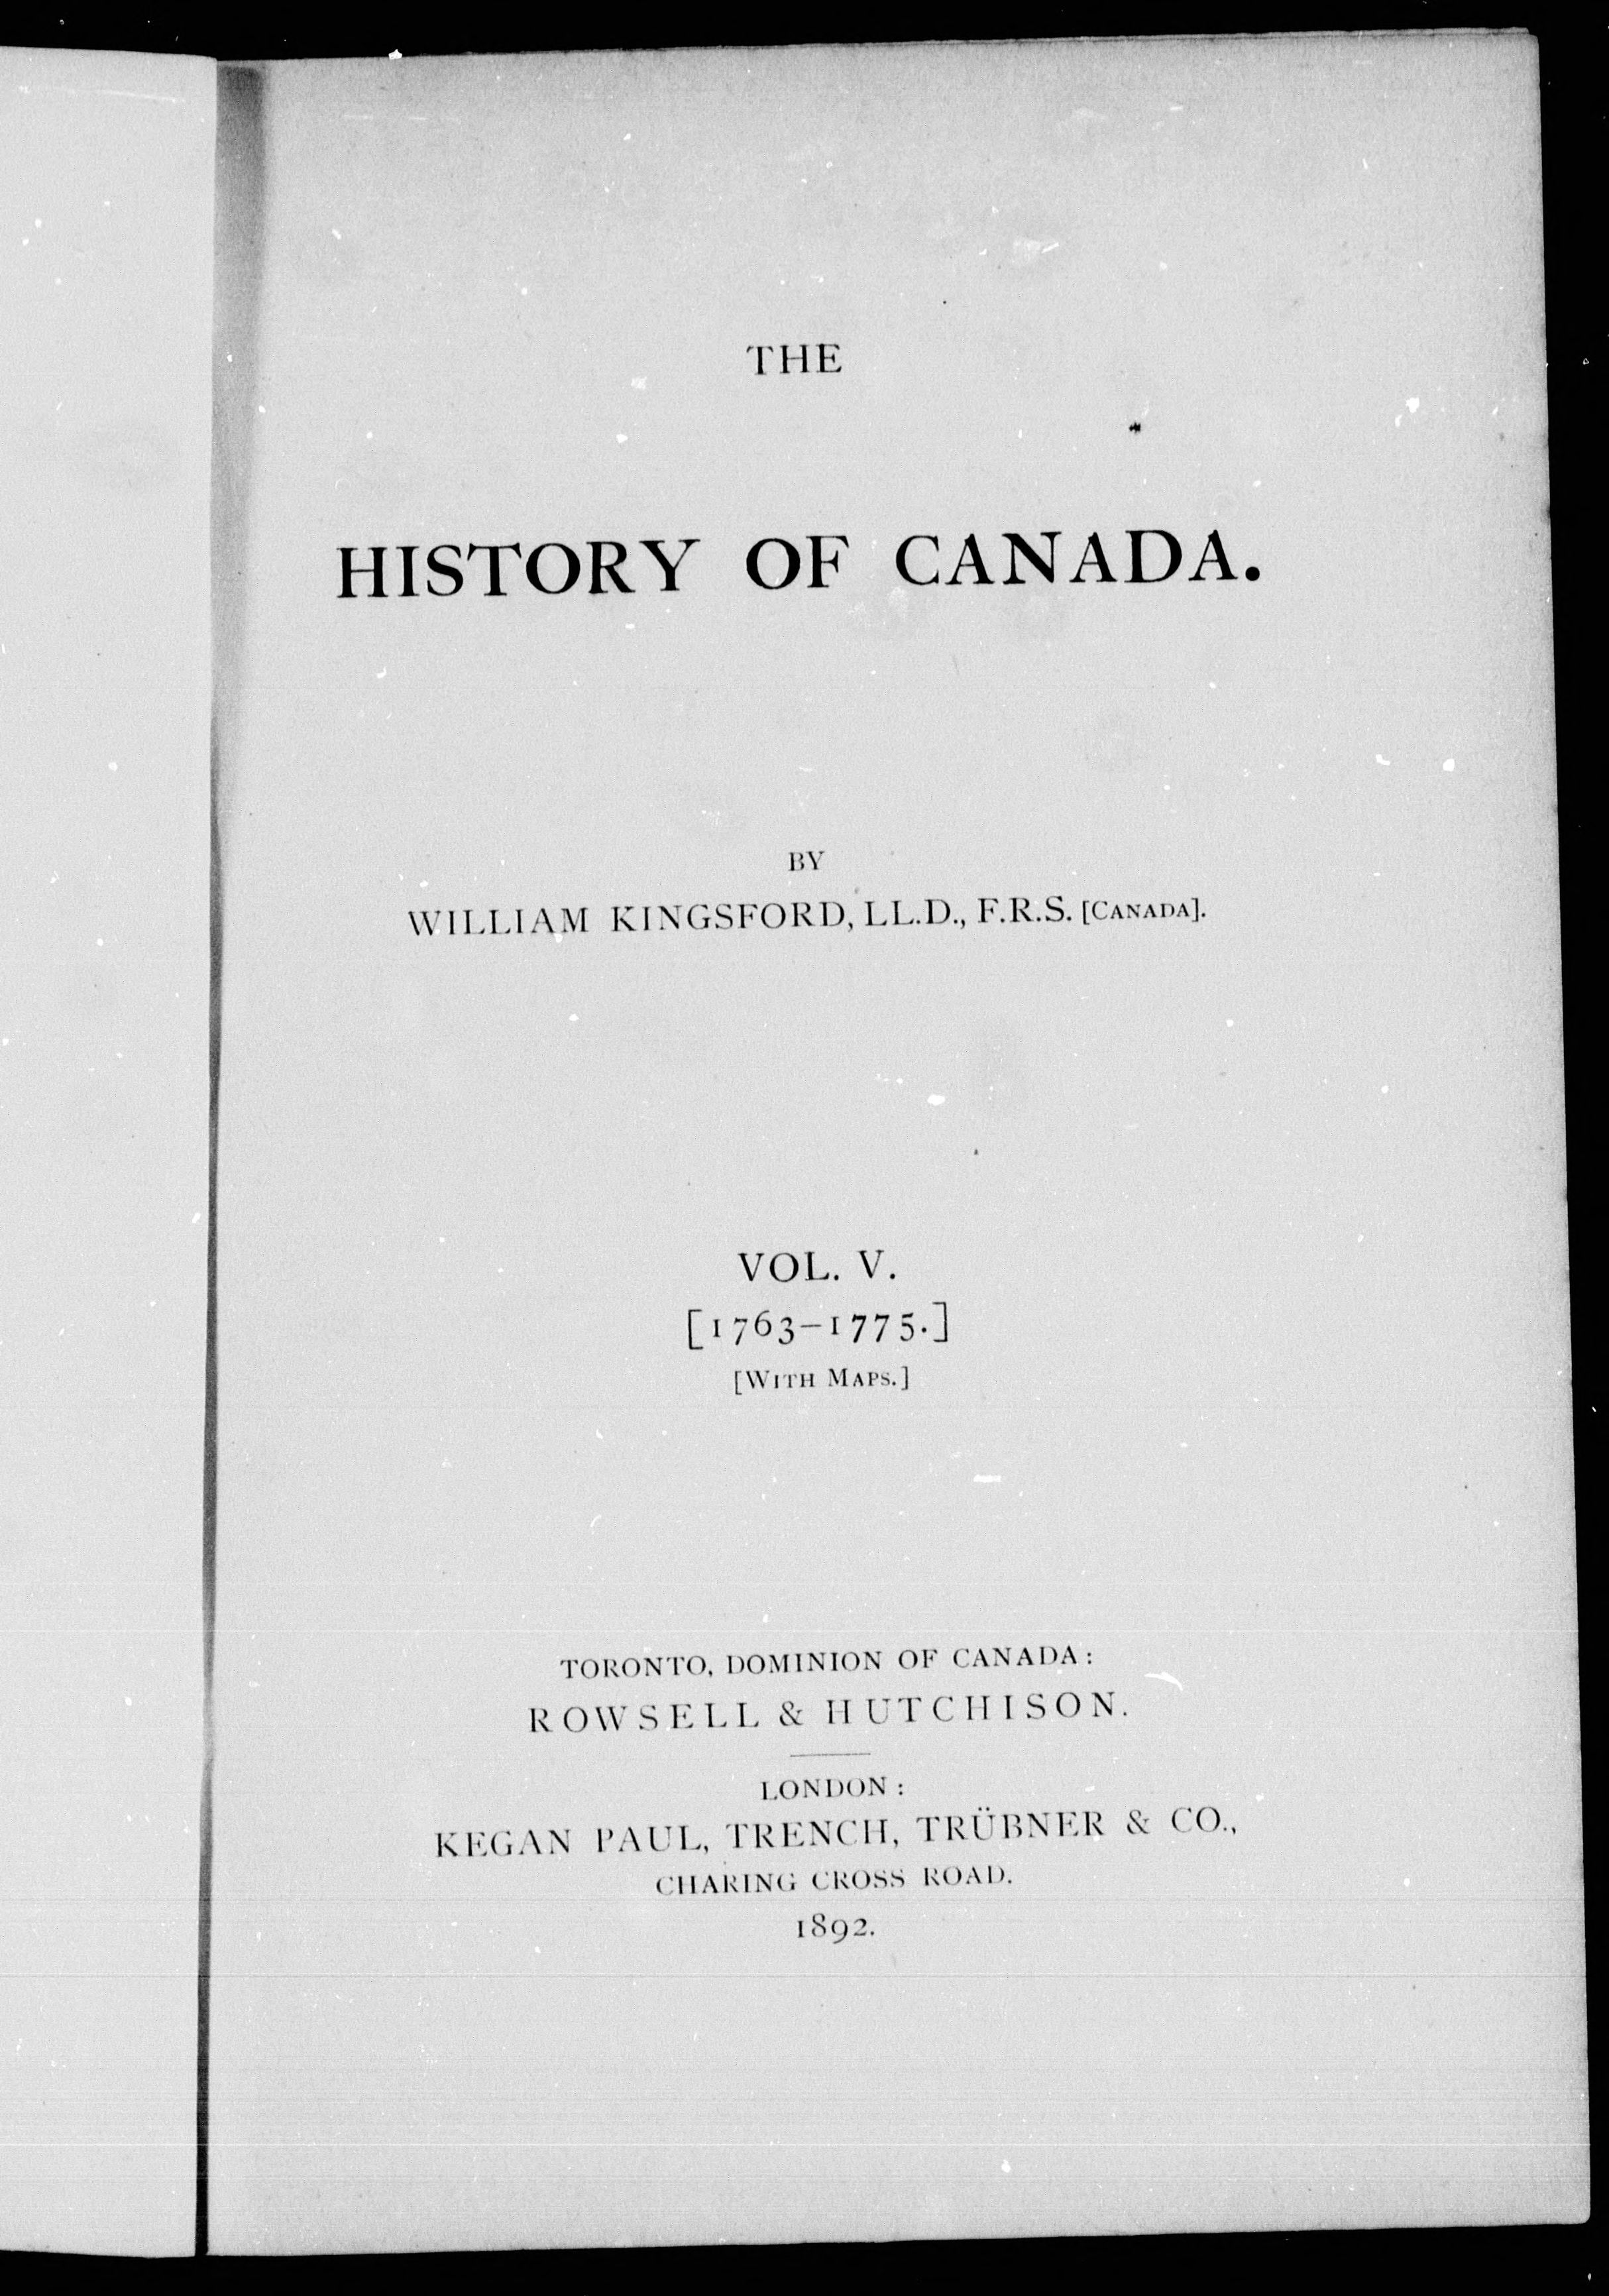 THE
HISTORY OF CANADA.
BY
WILLIAM KINGSFORD, LL.D., F.R.S. [CANADA].
VOL. V.
[1763–1775.]
[WITH MAPS.]
TORONTO, DOMINION OF CANADA:
ROWSELL & HUTCHISON.
LONDON:
KEGAN PAUL, TRENCH, TRÜBNER & CO.,
CHARING CROSS ROAD.
1892.